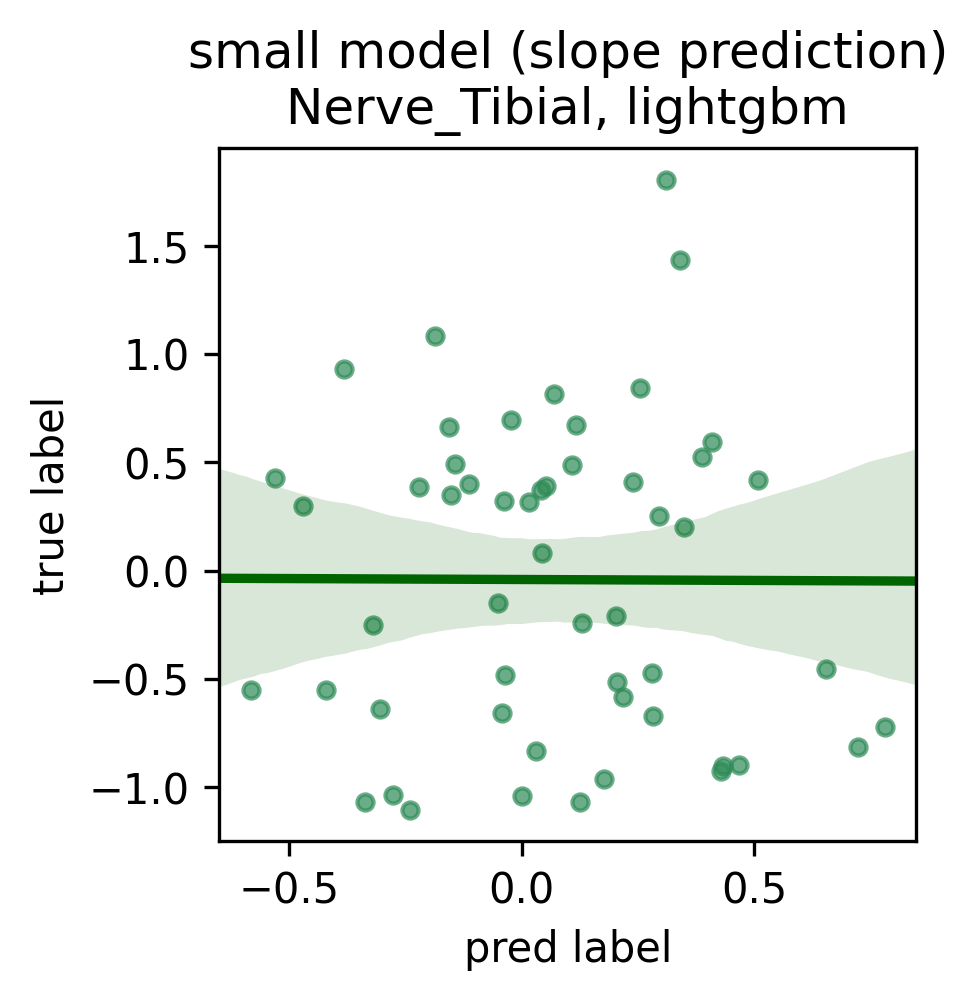 small model (slope prediction)
Nerve_Tibial, lightgbm
1.5
1.0
0.5
0.0
−0.5
−1.0
true label
−0.5 0.0 0.5
pred label